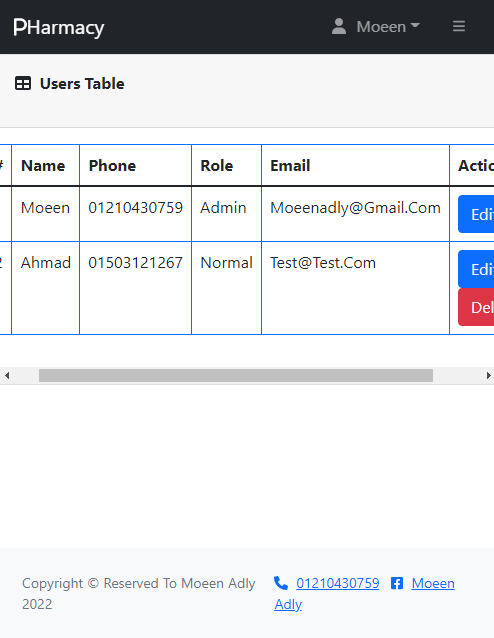 PHarmacy Moeen
Users Table
# Name Phone Role Email Actio
Moeen 01210430759 Admin Moeenadly@Gmail.Com Edi
2 Ahmad 01503121267 Normal Test@Test.Com Edi
Del
Copyright © Reserved To Moeen Adly
2022
01210430759 Moeen
Adly